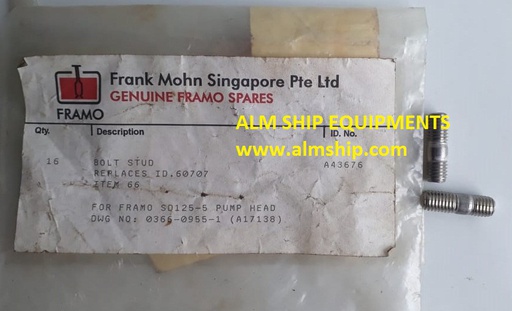 Frank Mohn Singapore Pte Ltd
GENUINE FRAMO SPARES
FRAMO
Qty. Description ID. No.
ALM SHIP EQUIPMENTS
www.almship.com
16 BOLT STUD A43676
REPLACES ID.60707
ITEM 66
FOR FRAMO SD125-5 PUMP HEAD
DWG NO: 0366-0955-1 (A17138)